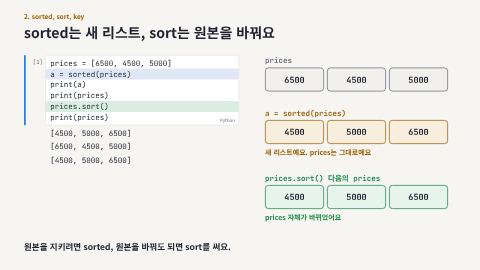 2. sorted, sort, key
sorted는 새 리스트, sort는 원본을 바꿔요
[1]
prices = [6500, 4500, 5000]
a = sorted(prices)
print(a)
print(prices)
prices.sort()
print(prices)
Python
[4500, 5000, 6500]
[6500, 4500, 5000]
[4500, 5000, 6500]
prices
6500 4500 5000
a = sorted(prices)
4500 5000 6500
새 리스트예요. prices는 그대로예요
prices.sort() 다음의 prices
4500 5000 6500
prices 자체가 바뀌었어요
원본을 지키려면 sorted, 원본을 바꿔도 되면 sort를 써요.